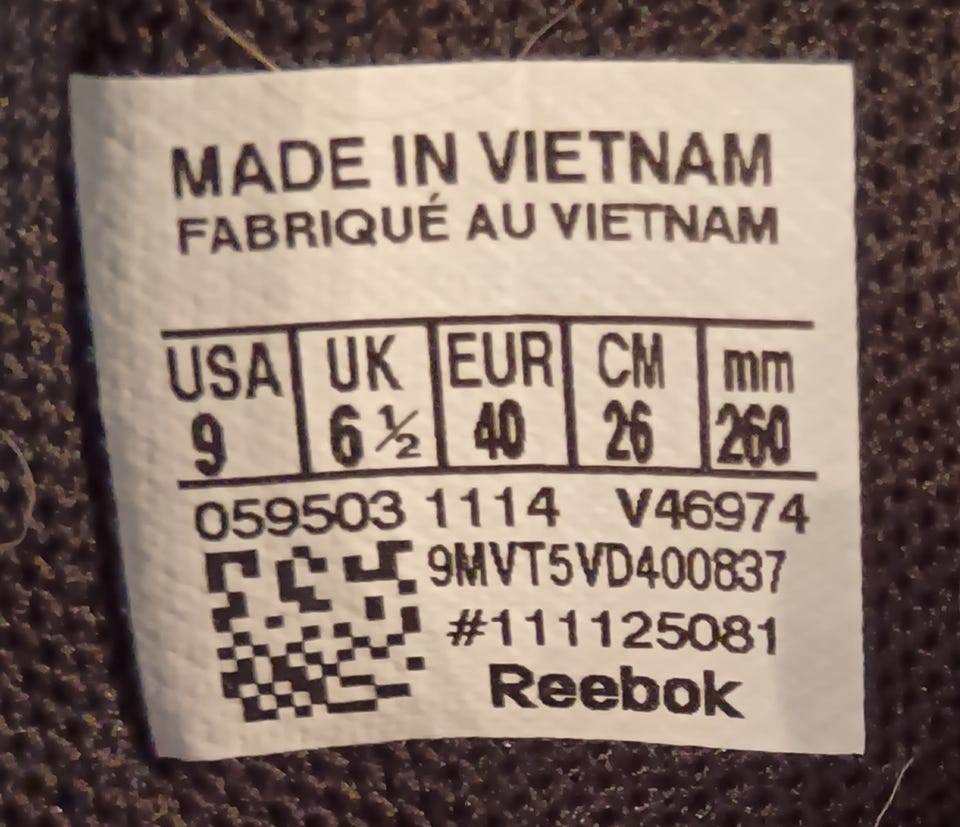 MADE IN VIETNAM
FABRIQUÉ AU VIETNAM
USA UK EUR CM mm
9 6 ½ 40 26 260
059503 1114 V46974
9MVT5VD400837
#111125081
Reebok